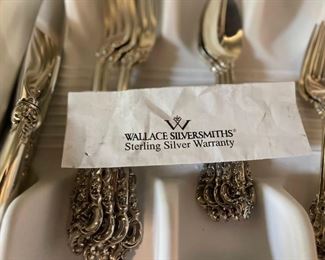 WALLACE SILVERSMITHS®
Sterling Silver Warranty